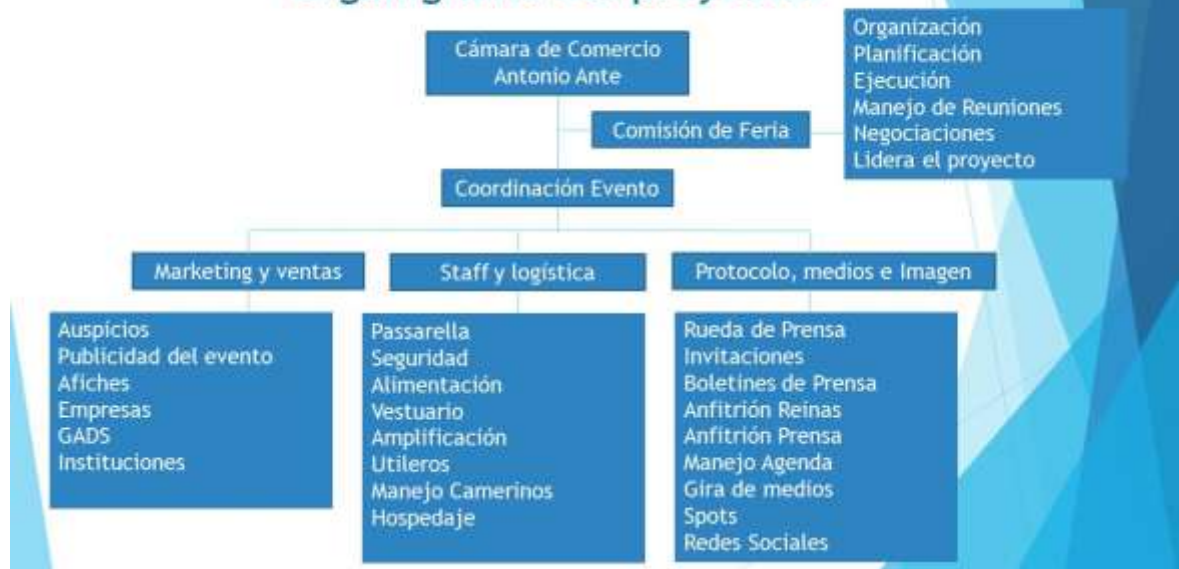 Cámara de Comercio
Antonio Ante
Organización
Planificación
Ejecución
Manejo de Reuniones
Negociaciones
Lidera el proyecto
Comisión de Feria
Coordinación Evento
Marketing y ventas
Staff y logística
Protocolo, medios e Imagen
Auspicios
Publicidad del evento
Afiches
Empresas
GADS
Instituciones
Passarella
Seguridad
Alimentación
Vestuario
Amplificación
Utileros
Manejo Camerinos
Hospedaje
Rueda de Prensa
Invitaciones
Boletines de Prensa
Anfitrión Reinas
Anfitrión Prensa
Manejo Agenda
Gira de medios
Spots
Redes Sociales